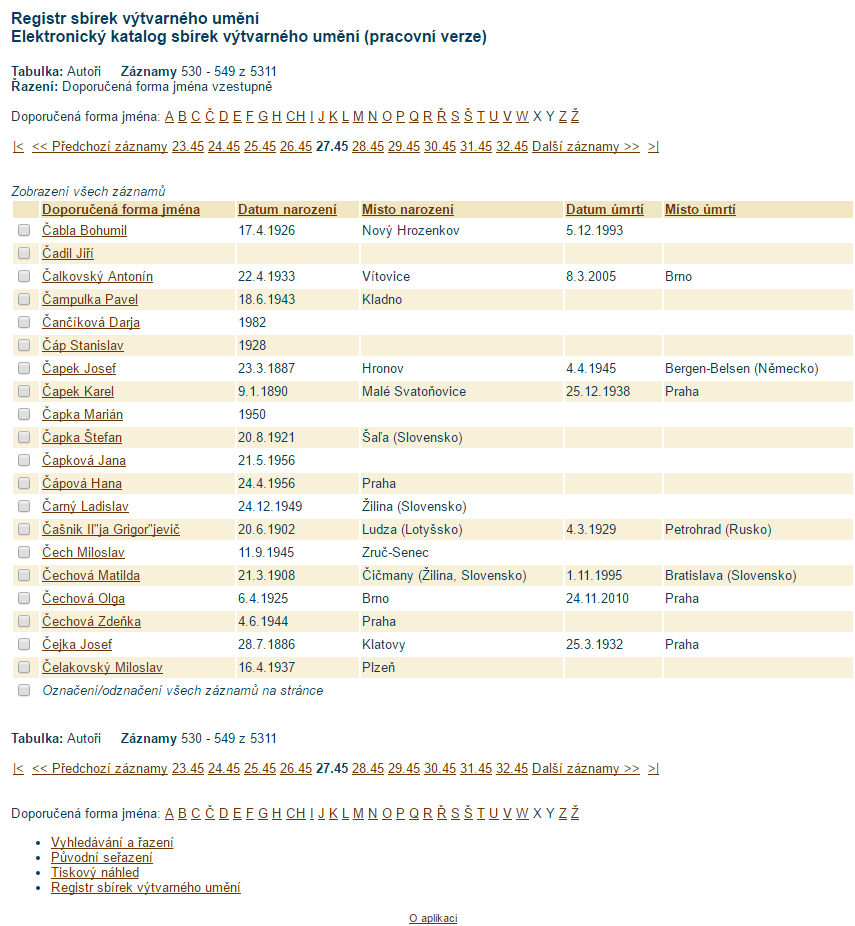 Registr sbírek výtvarného umění
Elektronický katalog sbírek výtvarného umění (pracovní verze)
Tabulka: Autoři Záznamy 530 - 549 z 5311
Řazení: Doporučená forma jména vzestupně
Doporučená forma jména: A B C Č D E F G H CH I J K L M N O P Q R Ř S Š T U V W X Y Z Ž
|< << Předchozí záznamy 23.45 24.45 25.45 26.45 27.45 28.45 29.45 30.45 31.45 32.45 Další záznamy >> >|
Zobrazení všech záznamů
Doporučená forma jména Datum narození Místo narození Datum úmrtí Místo úmrtí
Čabla Bohumil 17.4.1926 Nový Hrozenkov 5.12.1993
Čadil Jiří
Čalkovský Antonín 22.4.1933 Vítovice 8.3.2005 Brno
Čampulka Pavel 18.6.1943 Kladno
Čančíková Darja 1982
Čáp Stanislav 1928
Čapek Josef 23.3.1887 Hronov 4.4.1945 Bergen-Belsen (Německo)
Čapek Karel 9.1.1890 Malé Svatoňovice 25.12.1938 Praha
Čapka Marián 1950
Čapka Štefan 20.8.1921 Šaľa (Slovensko)
Čapková Jana 21.5.1956
Čápová Hana 24.4.1956 Praha
Čarný Ladislav 24.12.1949 Žilina (Slovensko)
Čašnik Il"ja Grigor"jevič 20.6.1902 Ludza (Lotyšsko) 4.3.1929 Petrohrad (Rusko)
Čech Miloslav 11.9.1945 Zruč-Senec
Čechová Matilda 21.3.1908 Čičmany (Žilina, Slovensko) 1.11.1995 Bratislava (Slovensko)
Čechová Olga 6.4.1925 Brno 24.11.2010 Praha
Čechová Zdeňka 4.6.1944 Praha
Čejka Josef 28.7.1886 Klatovy 25.3.1932 Praha
Čelakovský Miloslav 16.4.1937 Plzeň
Označení/odznačení všech záznamů na stránce
Tabulka: Autoři Záznamy 530 - 549 z 5311
|< << Předchozí záznamy 23.45 24.45 25.45 26.45 27.45 28.45 29.45 30.45 31.45 32.45 Další záznamy >> >|
Doporučená forma jména: A B C Č D E F G H CH I J K L M N O P Q R Ř S Š T U V W X Y Z Ž
• Vyhledávání a řazení
• Původní seřazení
• Tiskový náhled
• Registr sbírek výtvarného umění
O aplikaci